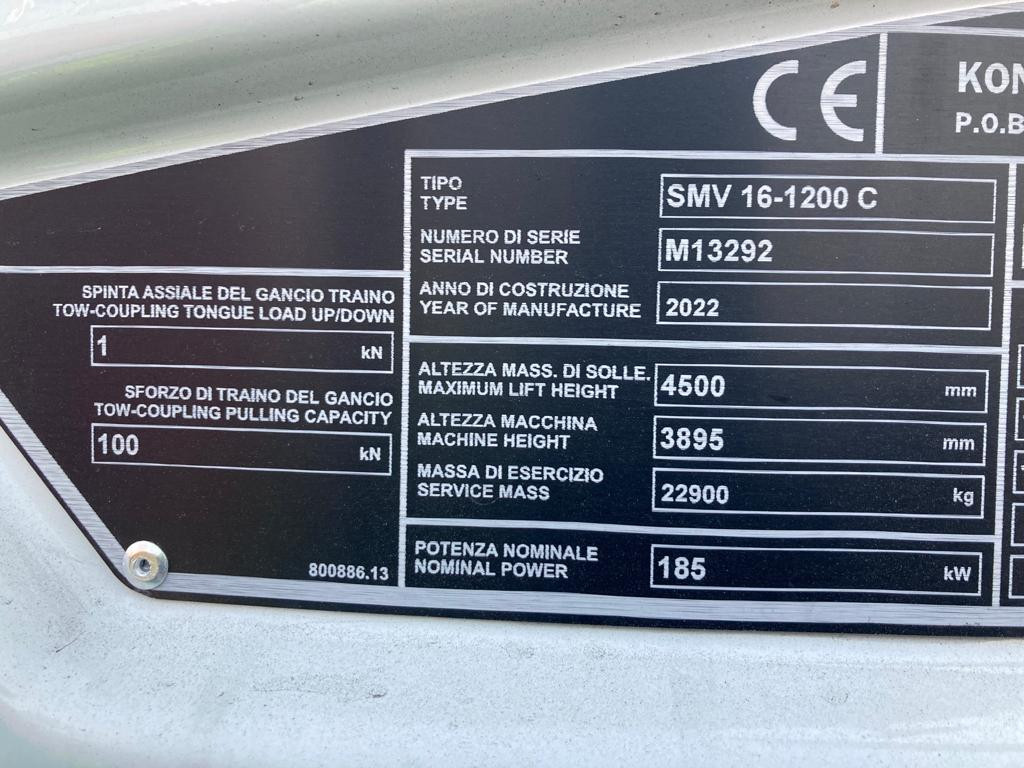 CE
KON
P.O.B
TIPO
TYPE
SMV 16-1200 C
NUMERO DI SERIE
SERIAL NUMBER
M13292
ANNO DI COSTRUZIONE
YEAR OF MANUFACTURE
2022
SPINTA ASSIALE DEL GANCIO TRAINO
TOW-COUPLING TONGUE LOAD UP/DOWN
1 kN
SFORZO DI TRAINO DEL GANCIO
TOW-COUPLING PULLING CAPACITY
100 kN
ALTEZZA MASS. DI SOLLE.
MAXIMUM LIFT HEIGHT
4500 mm
ALTEZZA MACCHINA
MACHINE HEIGHT
3895 mm
MASSA DI ESERCIZIO
SERVICE MASS
22900 kg
POTENZA NOMINALE
NOMINAL POWER
185 kW
800886.13